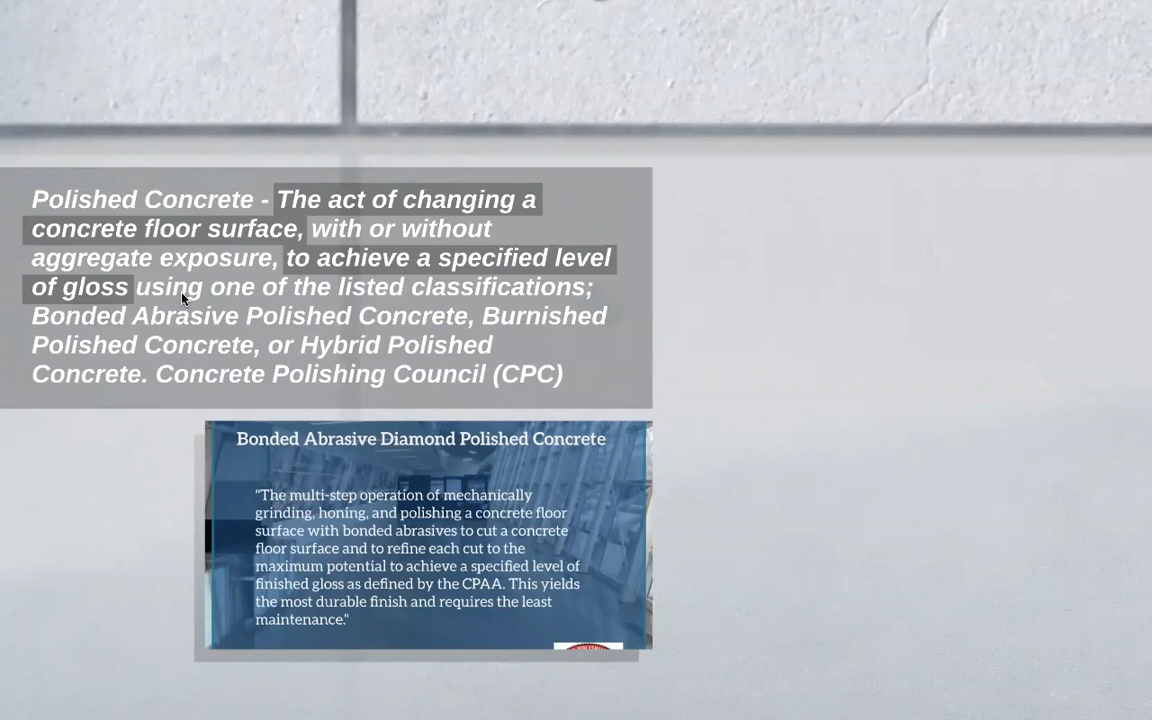 Polished Concrete - The act of changing a
concrete floor surface, with or without
aggregate exposure, to achieve a specified level
of gloss using one of the listed classifications;
Bonded Abrasive Polished Concrete, Burnished
Polished Concrete, or Hybrid Polished
Concrete. Concrete Polishing Council (CPC)
Bonded Abrasive Diamond Polished Concrete
"The multi-step operation of mechanically
grinding, honing, and polishing a concrete floor
surface with bonded abrasives to cut a concrete
floor surface and to refine each cut to the
maximum potential to achieve a specified level of
finished gloss as defined by the CPAA. This yields
the most durable finish and requires the least
maintenance."